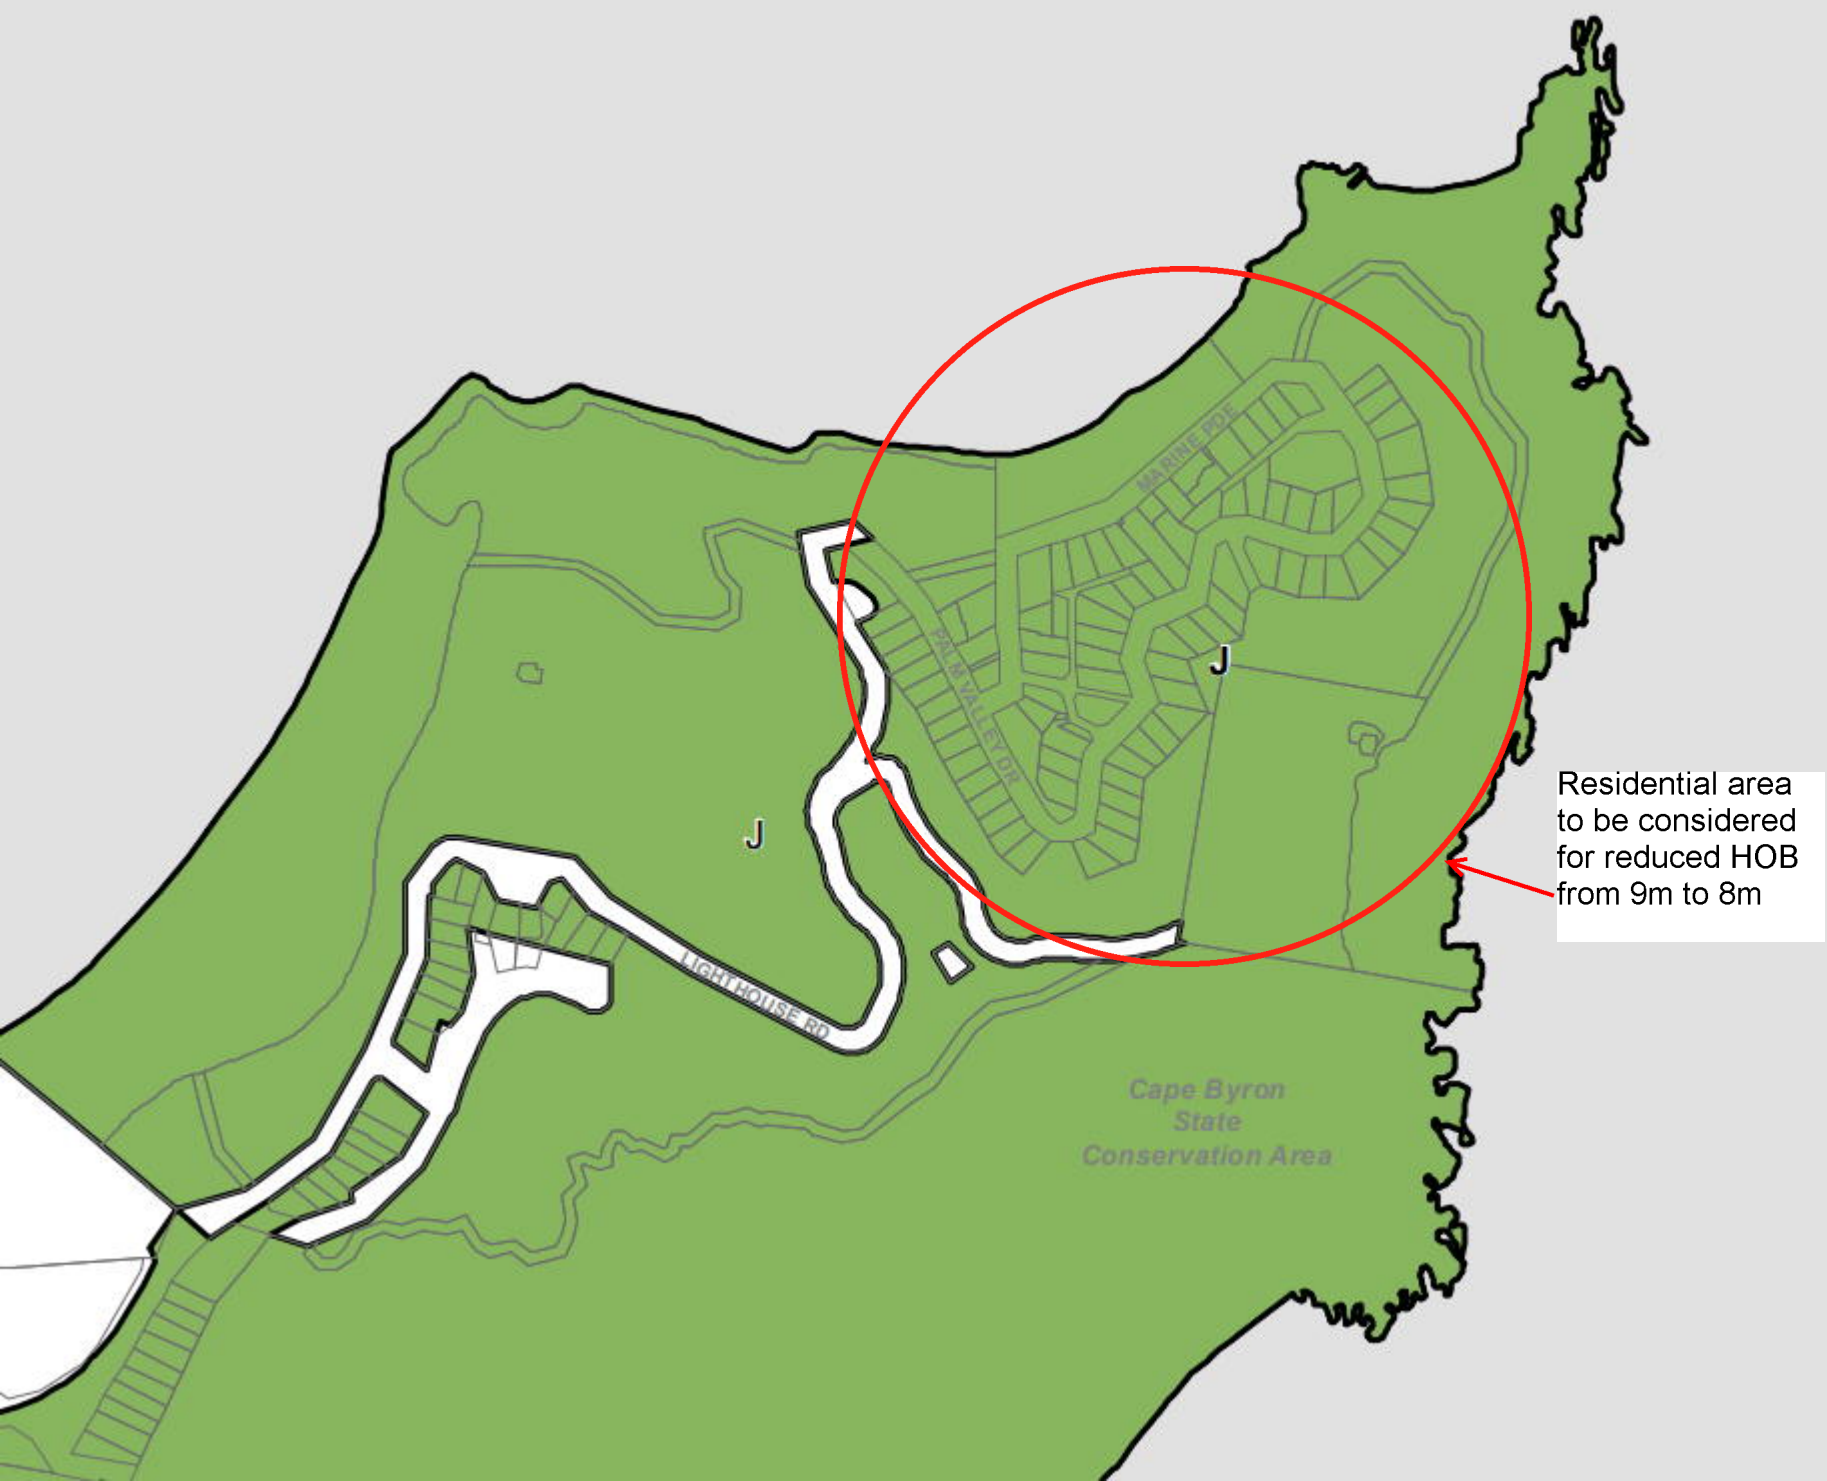 MARINE PDE
PALM VALLEY DR
J
J
Residential area
to be considered
for reduced HOB
from 9m to 8m
LIGHTHOUSE RD
Cape Byron
State
Conservation Area